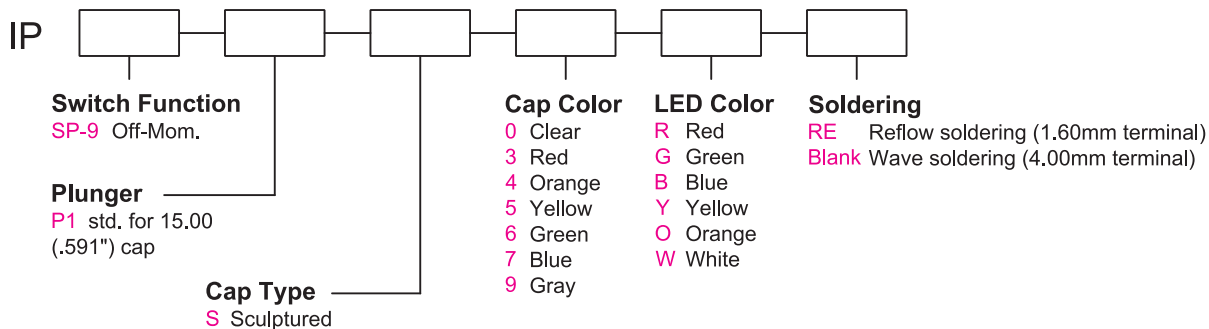 IP
Switch Function
SP-9 Off-Mom.
Plunger
P1 std. for 15.00
(.591") cap
Cap Type
S Sculptured
Cap Color
0 Clear
3 Red
4 Orange
5 Yellow
6 Green
7 Blue
9 Gray
LED Color
R Red
G Green
B Blue
Y Yellow
O Orange
W White
Soldering
RE Reflow soldering (1.60mm terminal)
Blank Wave soldering (4.00mm terminal)